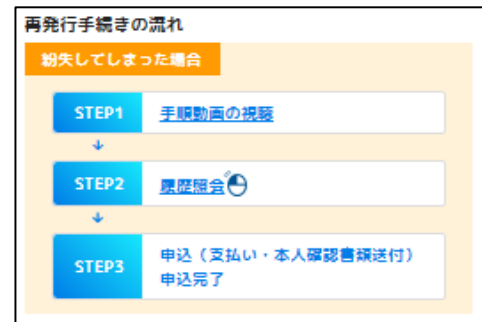 再発行手続きの流れ
紛失してしまった場合
STEP1
手順動画の視聴
↓
STEP2
履歴照会
↓
STEP3
申込（支払い・本人確認書類送付）
申込完了